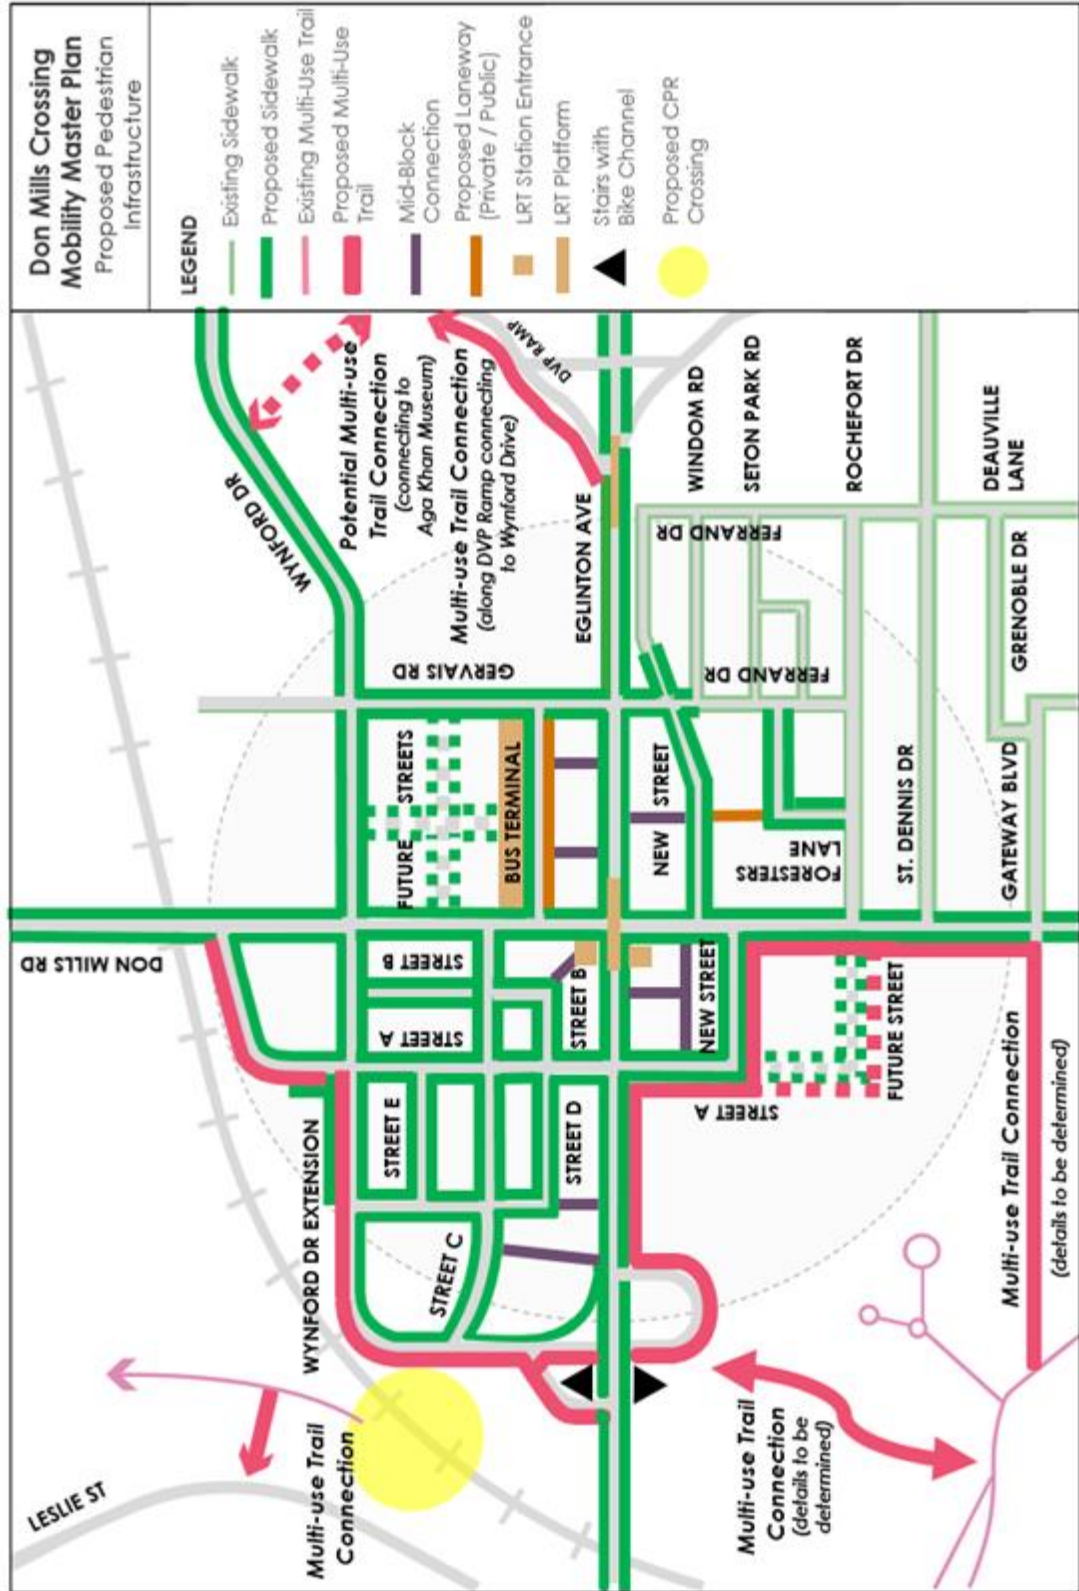 Don Mills Crossing
Mobility Master Plan
Proposed Pedestrian
Infrastructure
LEGEND
Existing Sidewalk
Proposed Sidewalk
Existing Multi-Use Trail
Proposed Multi-Use
Trail
Mid-Block
Connection
Proposed Laneway
(Private / Public)
LRT Station Entrance
LRT Platform
Stairs with
Bike Channel
Proposed CPR
Crossing
WYNFORD DR
Potential Multi-use
Trail Connection
(connecting to
Aga Khan Museum)
Multi-use Trail Connection
(along DVP Ramp connecting
to Wynford Drive)
DVP RAMP
EGLINTON AVE
WINDOM RD
SETON PARK RD
ROCHEFORT DR
DEAUVILLE
LANE
FERRAND DR
GRENOBLE DR
GERVAIS RD
FERRAND DR
FUTURE STREETS
BUS TERMINAL
NEW STREET
FORESTERS
LANE
ST. DENNIS DR
GATEWAY BLVD
DON MILLS RD
STREET B
STREET A
STREET B
NEW STREET
FUTURE STREET
STREET A
WYNFORD DR EXTENSION
STREET E
STREET D
STREET C
Multi-use Trail Connection
(details to be determined)
LESLIE ST
Multi-use Trail
Connection
Multi-use Trail
Connection
(details to be
determined)